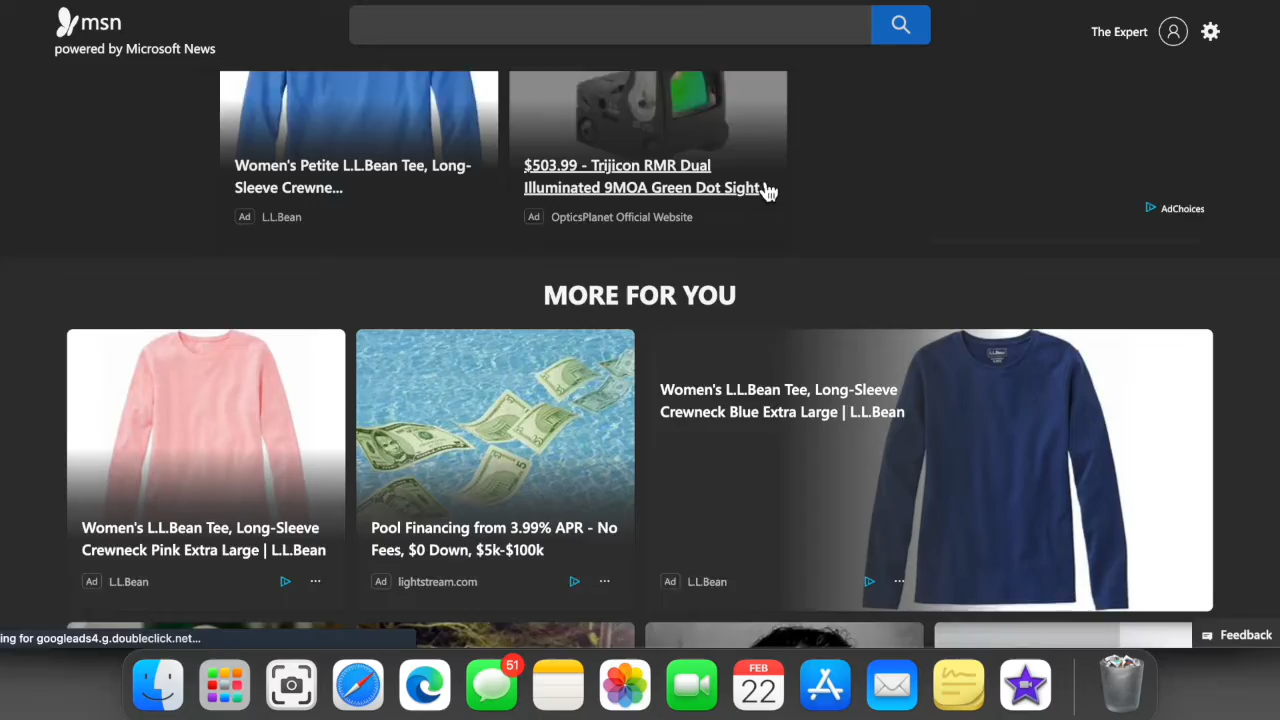 msn
powered by Microsoft News
The Expert
Women's Petite L.L.Bean Tee, Long-
Sleeve Crewne...
Ad L.L.Bean
$503.99 - Trijicon RMR Dual
Illuminated 9MOA Green Dot Sight
Ad OpticsPlanet Official Website
AdChoices
MORE FOR YOU
Women's L.L.Bean Tee, Long-Sleeve
Crewneck Pink Extra Large | L.L.Bean
Ad L.L.Bean
Pool Financing from 3.99% APR - No
Fees, $0 Down, $5k-$100k
Ad lightstream.com
Women's L.L.Bean Tee, Long-Sleeve
Crewneck Blue Extra Large | L.L.Bean
Ad L.L.Bean
ing for googleads4.g.doubleclick.net...
Feedback
51
FEB
22